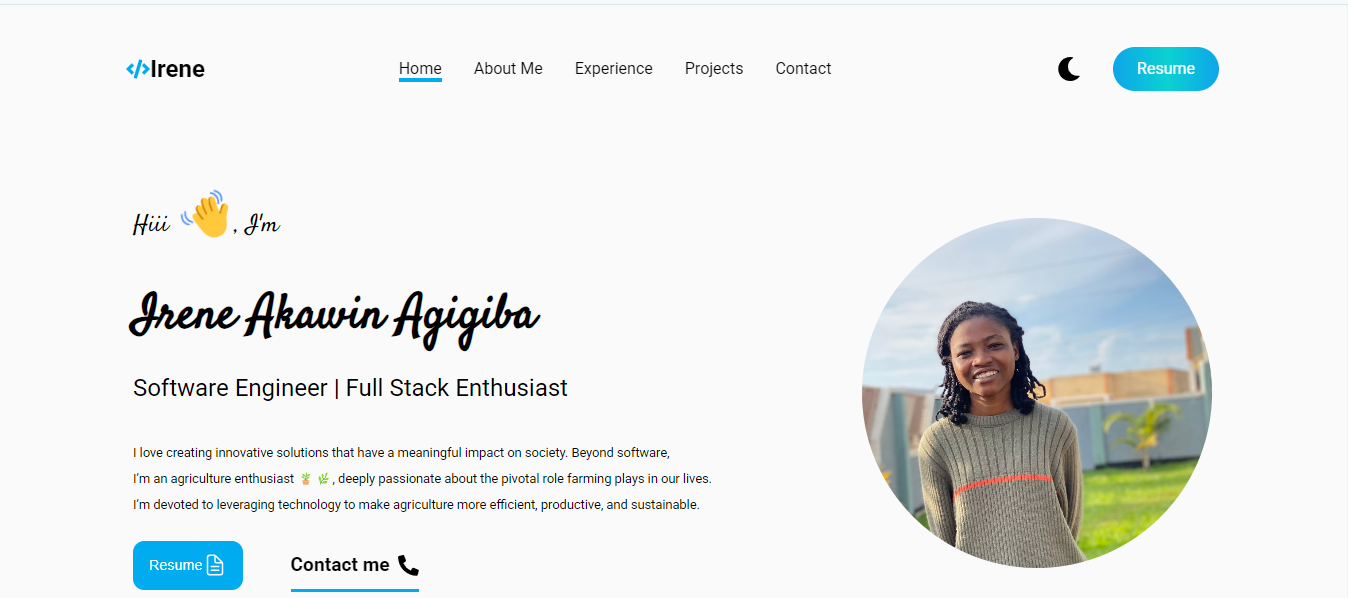 </>Irene
Home About Me Experience Projects Contact
Resume
Hiii 👋, I'm
Irene Akawin Agigiba
Software Engineer | Full Stack Enthusiast
I love creating innovative solutions that have a meaningful impact on society. Beyond software,
I'm an agriculture enthusiast 🪴 🌿, deeply passionate about the pivotal role farming plays in our lives.
I'm devoted to leveraging technology to make agriculture more efficient, productive, and sustainable.
Resume
Contact me